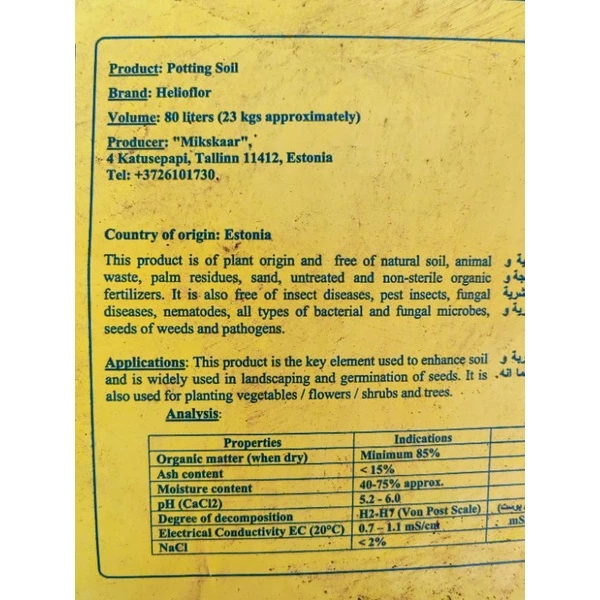 Product: Potting Soil
Brand: Helioflor
Volume: 80 liters (23 kgs approximately)
Producer: "Mikskaar",
4 Katusepapi, Tallinn 11412, Estonia
Tel: +3726101730,
Country of origin: Estonia
This product is of plant origin and free of natural soil, animal
waste, palm residues, sand, untreated and non-sterile organic
fertilizers. It is also free of insect diseases, pest insects, fungal
diseases, nematodes, all types of bacterial and fungal microbes,
seeds of weeds and pathogens.
Applications: This product is the key element used to enhance soil
and is widely used in landscaping and germination of seeds. It is
also used for planting vegetables / flowers / shrubs and trees.
Analysis:
Properties Indications
Organic matter (when dry) Minimum 85%
Ash content < 15%
Moisture content 40-75% approx.
pH (CaCl2) 5.2 - 6.0
Degree of decomposition H2-H7 (Von Post Scale)
Electrical Conductivity EC (20°C) 0.7 – 1.1 mS/cm mS
NaCl < 2%